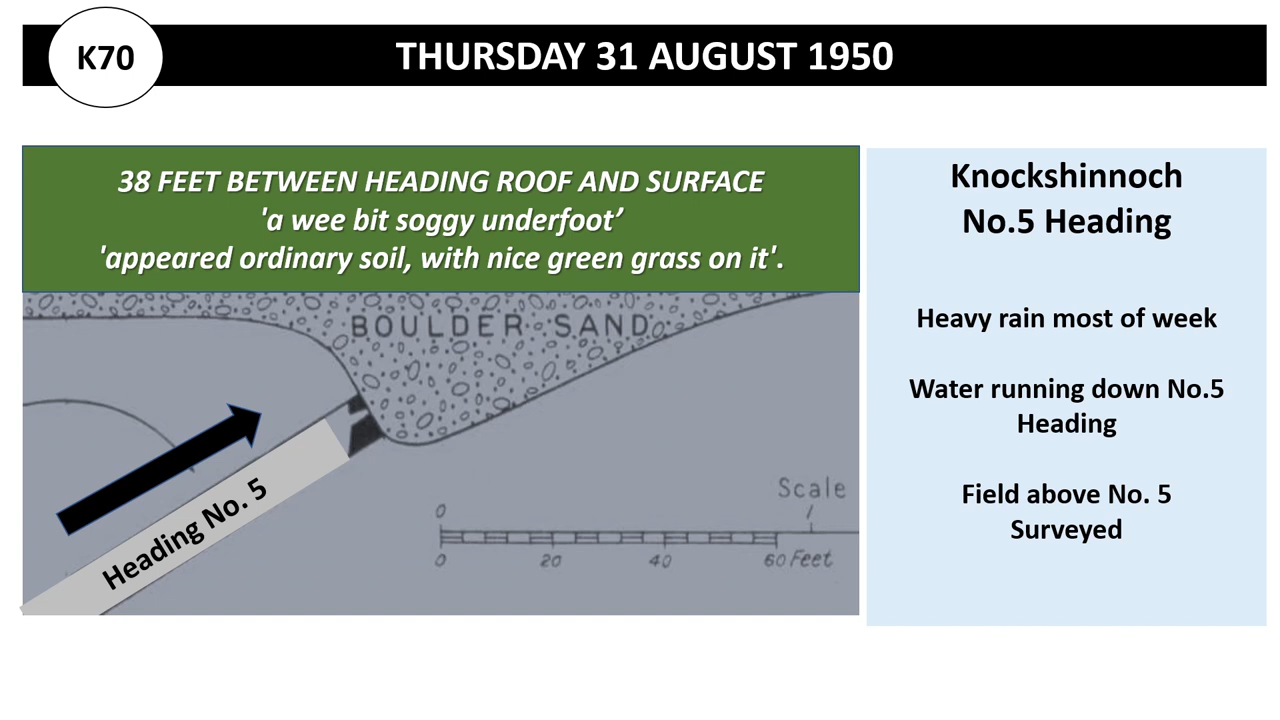 K70
THURSDAY 31 AUGUST 1950
38 FEET BETWEEN HEADING ROOF AND SURFACE
'a wee bit soggy underfoot’
'appeared ordinary soil, with nice green grass on it'.
BOULDER SAND
Heading No. 5
Scale
0
0 20 40 60 Feet
Knockshinnoch
No.5 Heading
Heavy rain most of week
Water running down No.5
Heading
Field above No. 5
Surveyed